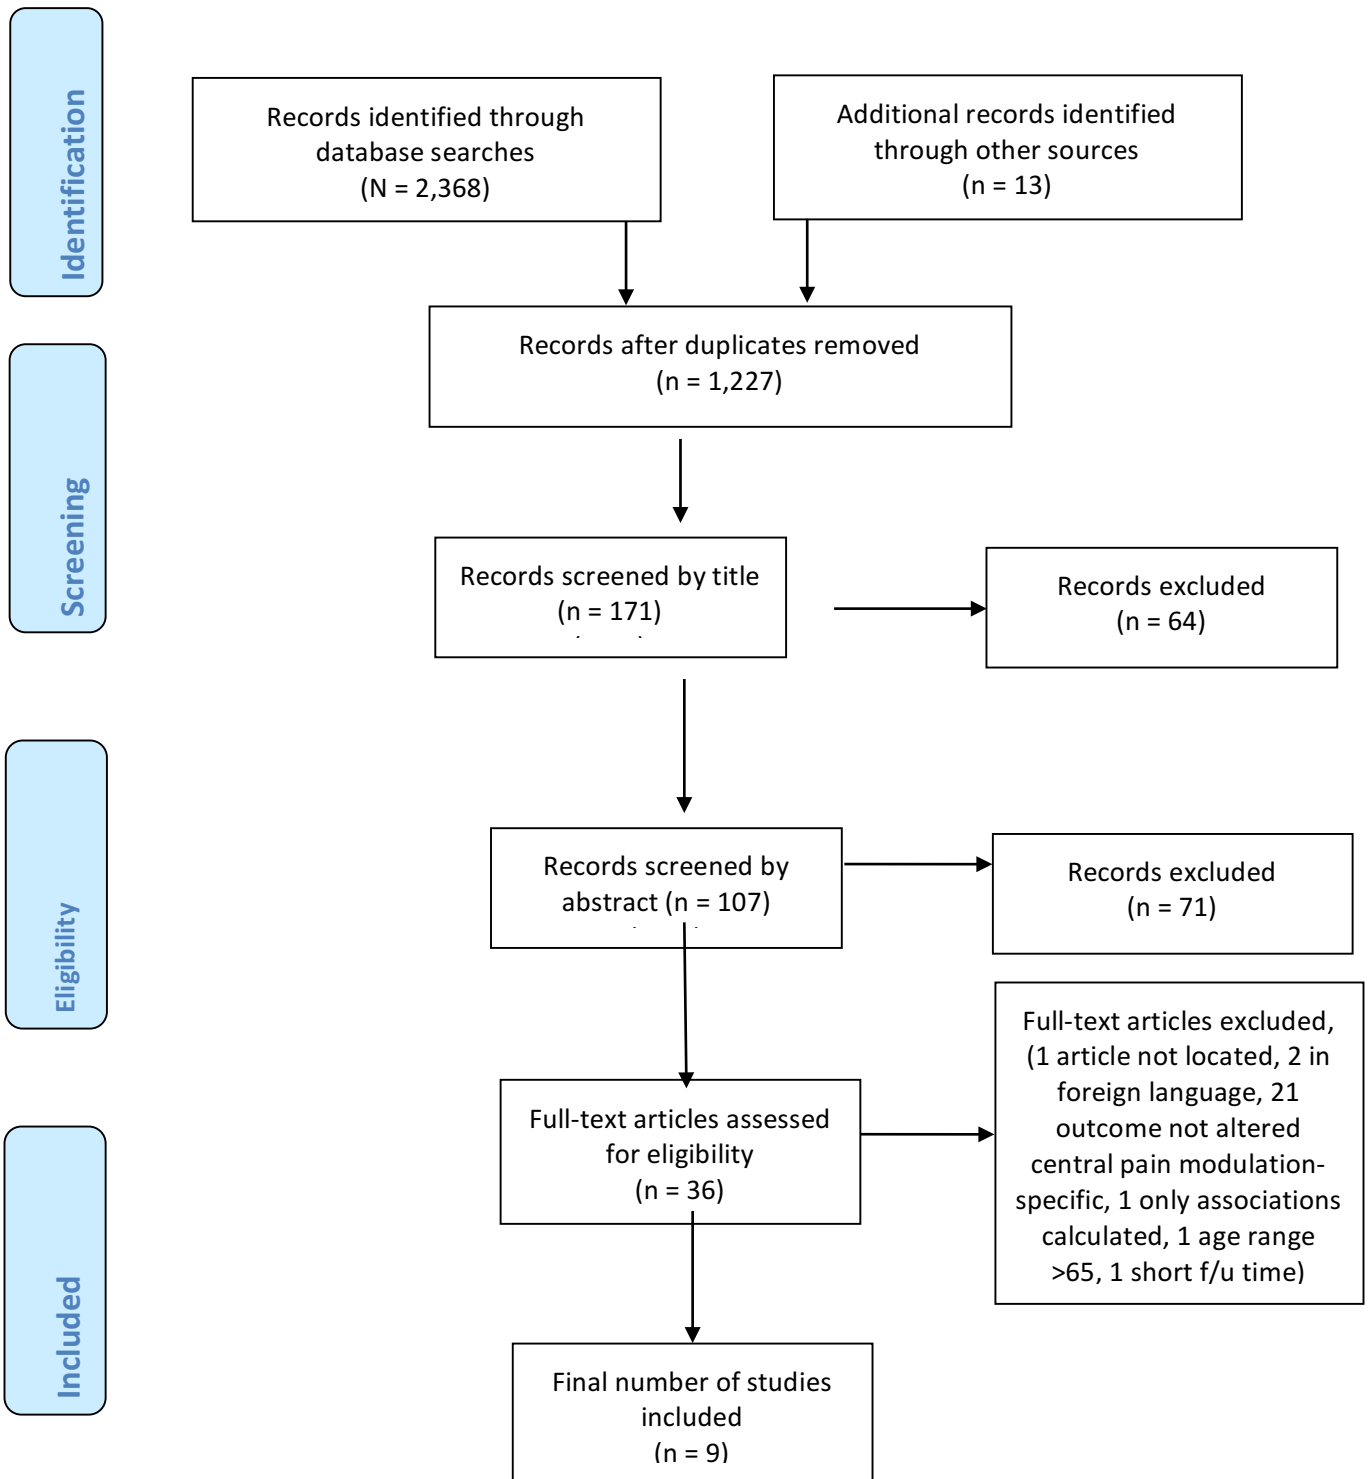 Identification
Records identified through
database searches
(N = 2,368)
Additional records identified
through other sources
(n = 13)
Records after duplicates removed
(n = 1,227)
Screening
Records screened by title
(n = 171)
Records excluded
(n = 64)
Eligibility
Records screened by
abstract (n = 107)
Records excluded
(n = 71)
Full-text articles assessed
for eligibility
(n = 36)
Full-text articles excluded,
(1 article not located, 2 in
foreign language, 21
outcome not altered
central pain modulation-
specific, 1 only associations
calculated, 1 age range
>65, 1 short f/u time)
Included
Final number of studies
included
(n = 9)